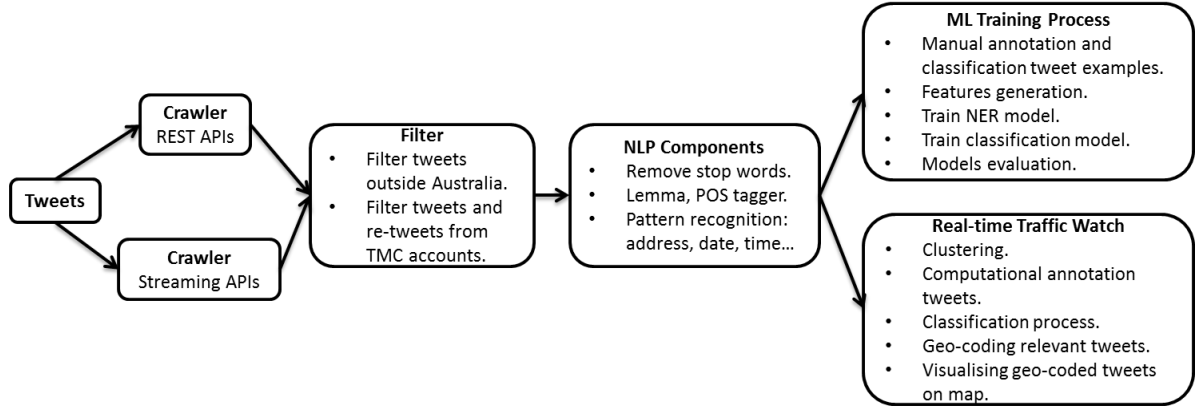 Tweets
Crawler
REST APIs
Crawler
Streaming APIs
Filter
• Filter tweets
outside Australia.
• Filter tweets and
re-tweets from
TMC accounts.
NLP Components
• Remove stop words.
• Lemma, POS tagger.
• Pattern recognition:
address, date, time...
ML Training Process
• Manual annotation and
classification tweet examples.
• Features generation.
• Train NER model.
• Train classification model.
• Models evaluation.
Real-time Traffic Watch
• Clustering.
• Computational annotation
tweets.
• Classification process.
• Geo-coding relevant tweets.
• Visualising geo-coded tweets
on map.